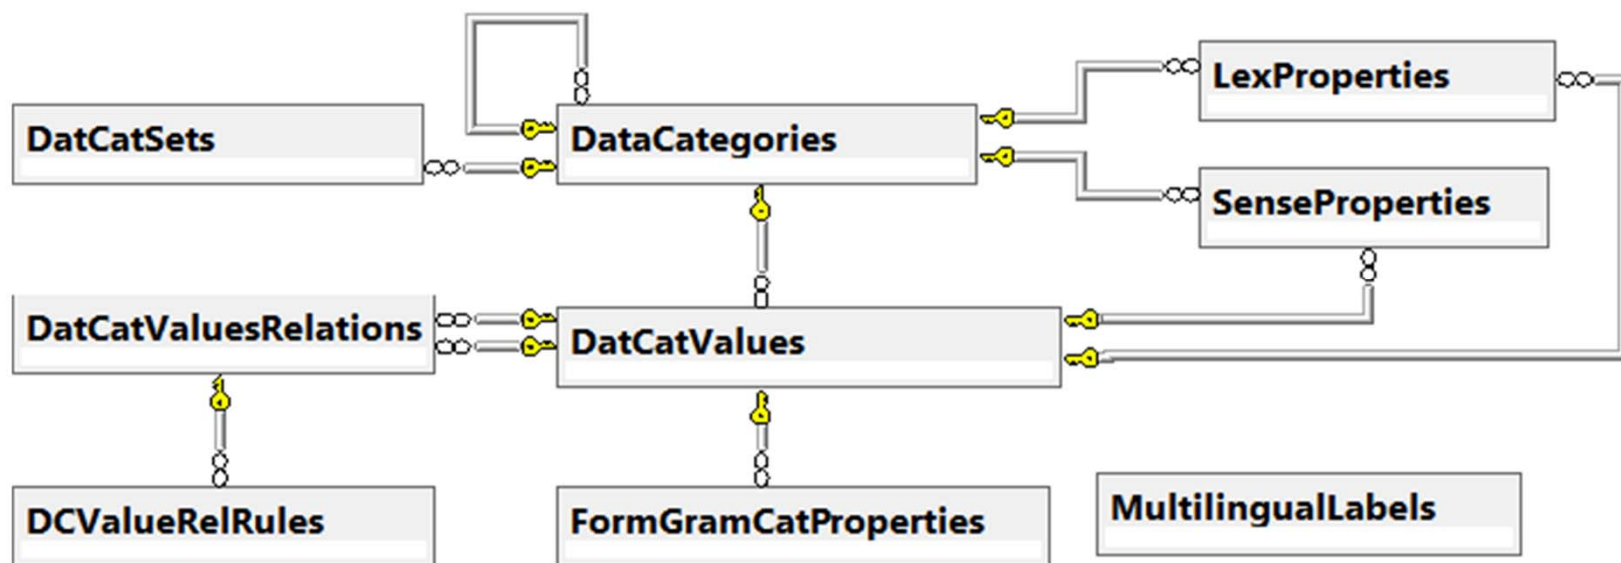 LexProperties
DatCatSets
DataCategories
SenseProperties
DatCatValuesRelations
DatCatValues
DCValueRelRules
FormGramCatProperties
MultilingualLabels